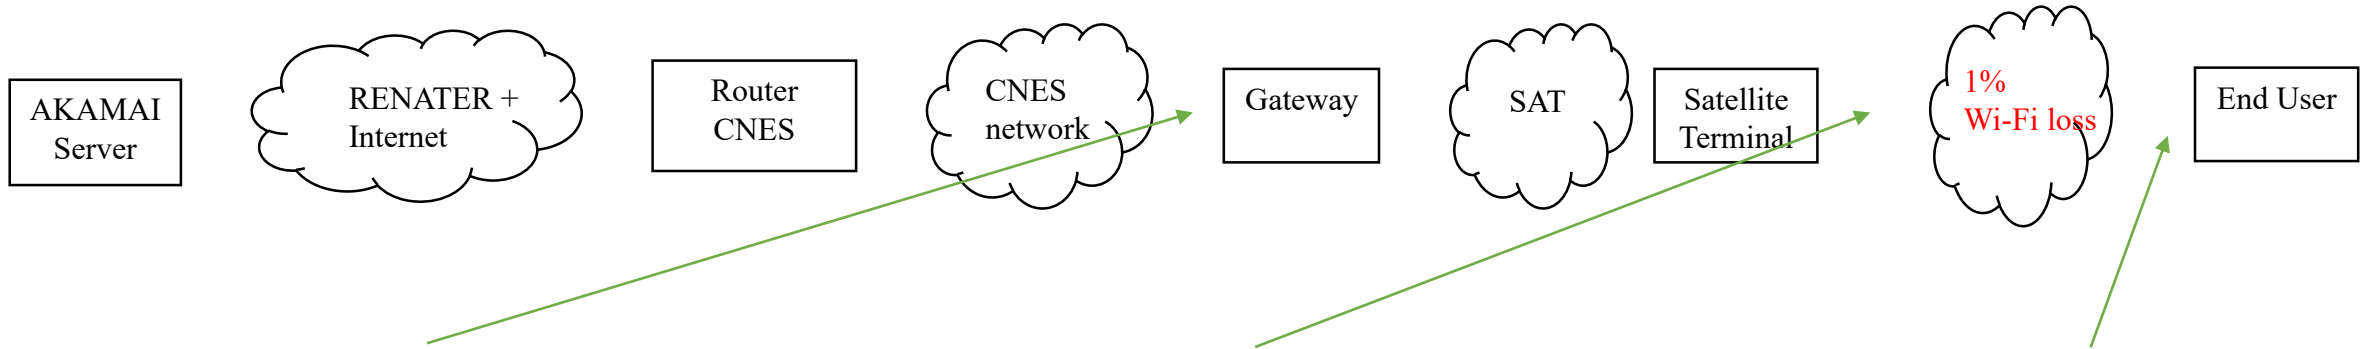 AKAMAI
Server
RENATER +
Internet
Router
CNES
CNES
network
Gateway
SAT
Satellite
Terminal
1%
Wi-Fi loss
End User